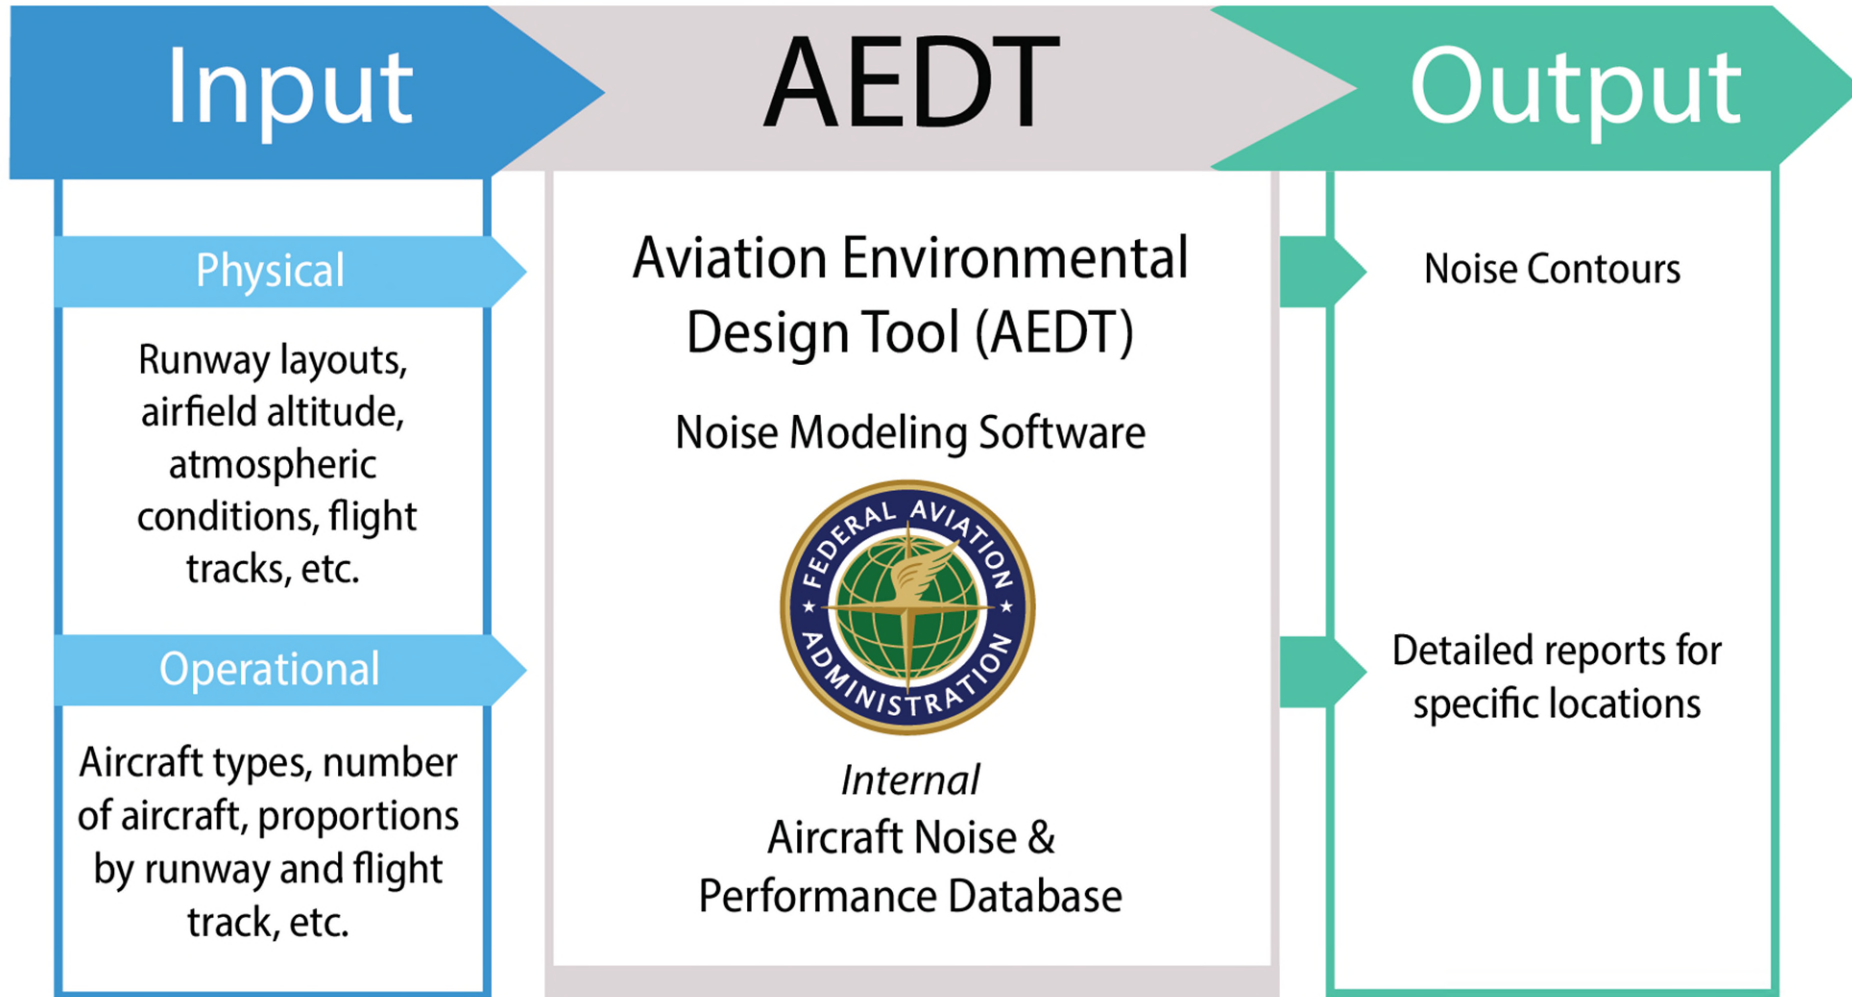 Input
AEDT
Output
Physical
Runway layouts,
airfield altitude,
atmospheric
conditions, flight
tracks, etc.
Operational
Aircraft types, number
of aircraft, proportions
by runway and flight
track, etc.
Aviation Environmental
Design Tool (AEDT)
Noise Modeling Software
FEDERAL AVIATION
ADMINISTRATION
Internal
Aircraft Noise &
Performance Database
Noise Contours
Detailed reports for
specific locations